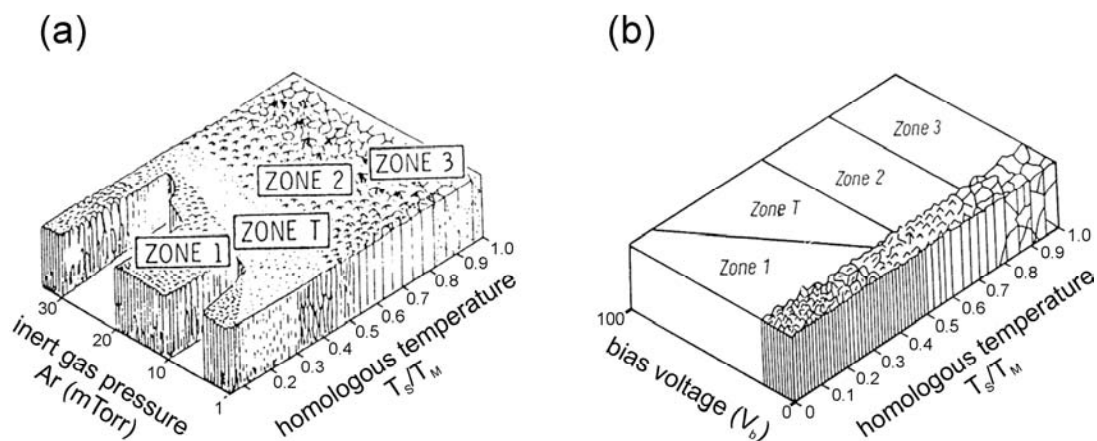 (a)
ZONE 1
ZONE 2
ZONE 3
ZONE T
30
20
10
1
inert gas pressure
Ar (mTorr)
0.1
0.2
0.3
0.4
0.5
0.6
0.7
0.8
0.9
1.0
homologous temperature
Tₛ/Tₘ
(b)
Zone 3
Zone 2
Zone T
Zone 1
100
0
bias voltage (V_b)
0
0.1
0.2
0.3
0.4
0.5
0.6
0.7
0.8
0.9
1.0
homologous temperature
Tₛ/Tₘ